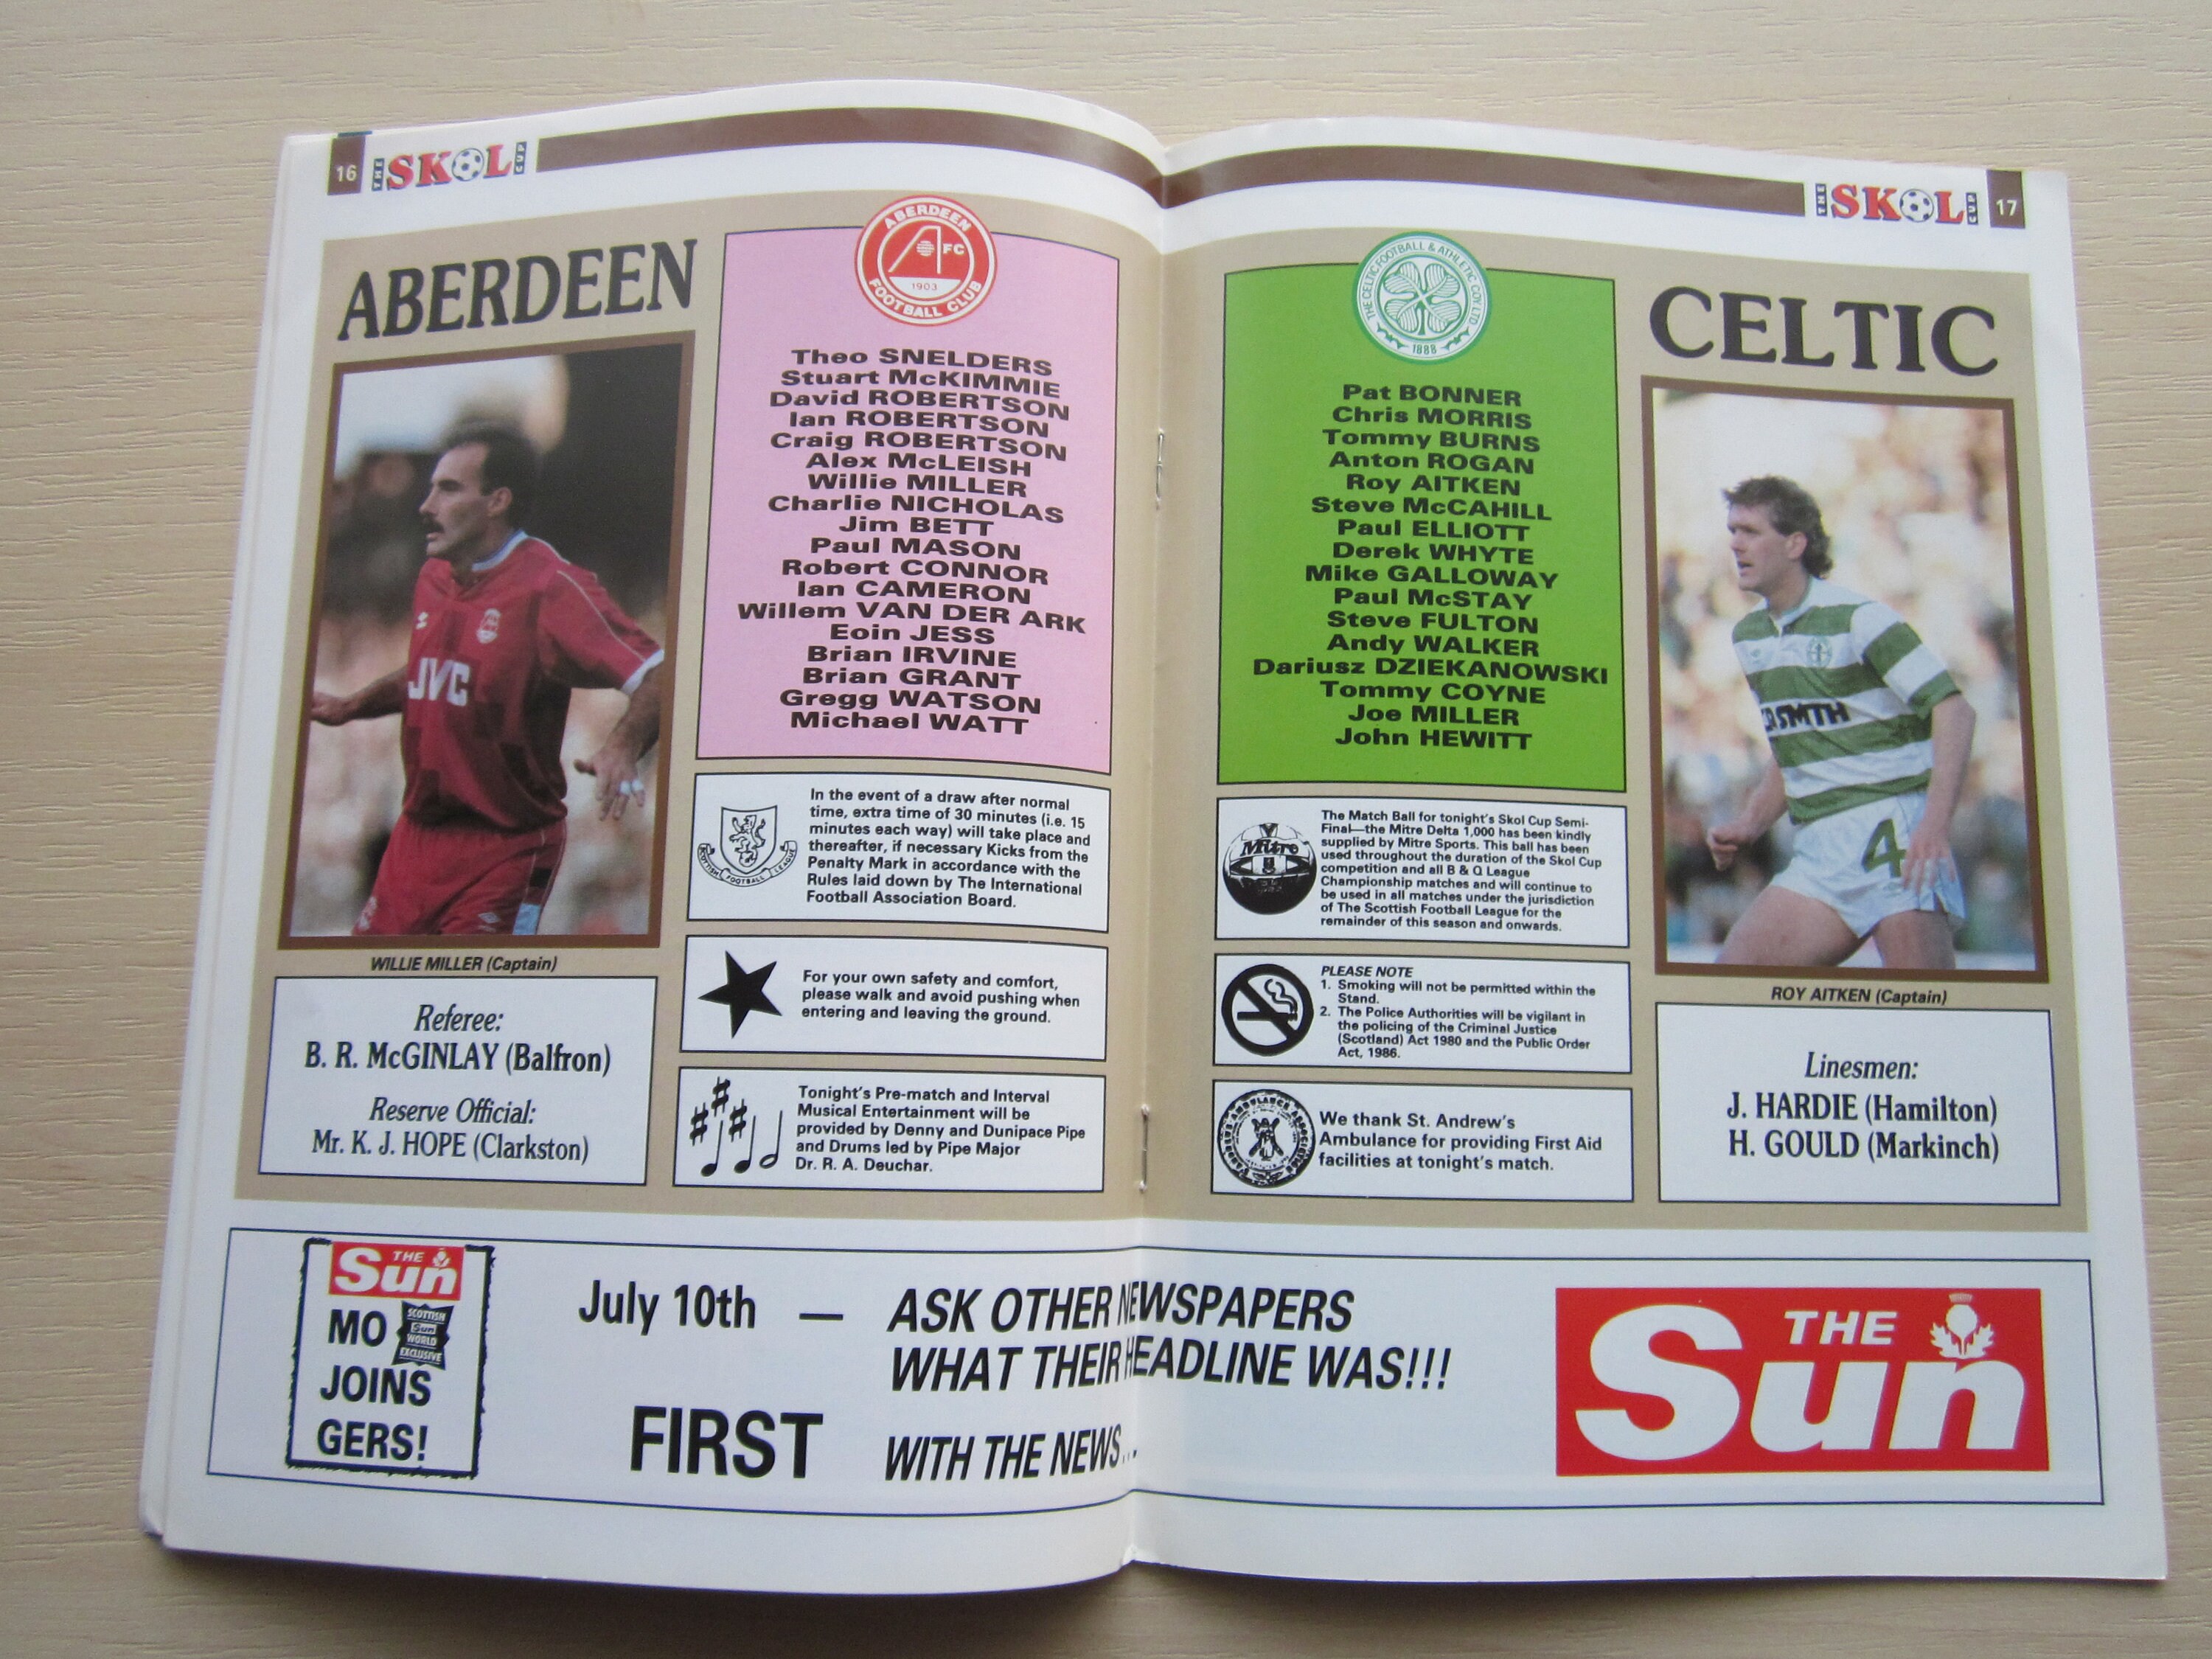 16
THE SKOL CUP
ABERDEEN
ABERDEEN
FC
1903
FOOTBALL CLUB
Theo SNELDERS
Stuart McKIMMIE
David ROBERTSON
Ian ROBERTSON
Craig ROBERTSON
Alex McLEISH
Willie MILLER
Charlie NICHOLAS
Jim BETT
Paul MASON
Robert CONNOR
Ian CAMERON
Willem VAN DER ARK
Eoin JESS
Brian IRVINE
Brian GRANT
Gregg WATSON
Michael WATT
JVC
WILLIE MILLER (Captain)
Referee:
B. R. McGINLAY (Balfron)
Reserve Official:
Mr. K. J. HOPE (Clarkston)
SCOTTISH FOOTBALL LEAGUE
In the event of a draw after normal
time, extra time of 30 minutes (i.e. 15
minutes each way) will take place and
thereafter, if necessary Kicks from the
Penalty Mark in accordance with the
Rules laid down by The International
Football Association Board.
For your own safety and comfort,
please walk and avoid pushing when
entering and leaving the ground.
Tonight's Pre-match and Interval
Musical Entertainment will be
provided by Denny and Dunipace Pipe
and Drums led by Pipe Major
Dr. R. A. Deuchar.
THE SKOL CUP
17
THE CELTIC FOOTBALL & ATHLETIC COY LTD
1888
CELTIC
Pat BONNER
Chris MORRIS
Tommy BURNS
Anton ROGAN
Roy AITKEN
Steve McCAHILL
Paul ELLIOTT
Derek WHYTE
Mike GALLOWAY
Paul McSTAY
Steve FULTON
Andy WALKER
Dariusz DZIEKANOWSKI
Tommy COYNE
Joe MILLER
John HEWITT
SMITH
4
ROY AITKEN (Captain)
Mitre
The Match Ball for tonight's Skol Cup Semi-
Final—the Mitre Delta 1,000 has been kindly
supplied by Mitre Sports. This ball has been
used throughout the duration of the Skol Cup
competition and all B & Q League
Championship matches and will continue to
be used in all matches under the jurisdiction
of The Scottish Football League for the
remainder of this season and onwards.
PLEASE NOTE
1. Smoking will not be permitted within the
Stand.
2. The Police Authorities will be vigilant in
the policing of the Criminal Justice
(Scotland) Act 1980 and the Public Order
Act, 1986.
We thank St. Andrew's
Ambulance for providing First Aid
facilities at tonight's match.
Linesmen:
J. HARDIE (Hamilton)
H. GOULD (Markinch)
THE Sun
MO
SCOTTISH
Sun
WORLD
EXCLUSIVE
JOINS
GERS!
July 10th — ASK OTHER NEWSPAPERS
WHAT THEIR HEADLINE WAS!!!
FIRST WITH THE NEWS...
THE Sun